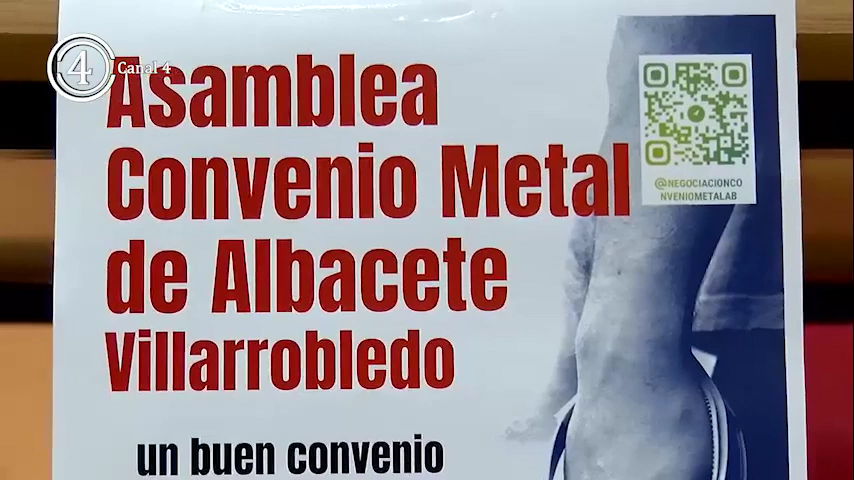 4 Canal 4
Asamblea
Convenio Metal
de Albacete
Villarrobledo
un buen convenio
@NEGOCIACIONCO
NVENIOMETALAB